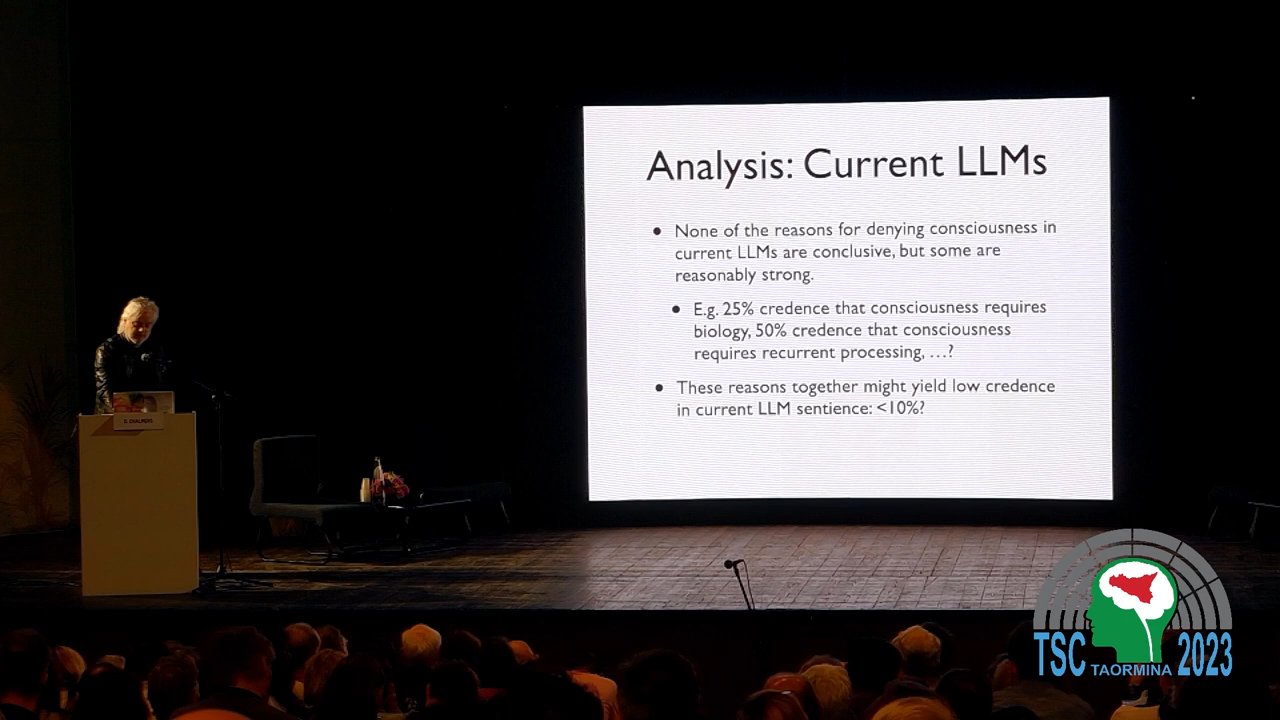 Analysis: Current LLMs
• None of the reasons for denying consciousness in
current LLMs are conclusive, but some are
reasonably strong.
• E.g. 25% credence that consciousness requires
biology, 50% credence that consciousness
requires recurrent processing, …?
• These reasons together might yield low credence
in current LLM sentience: <10%?
D. CHALMERS
TSC TAORMINA 2023